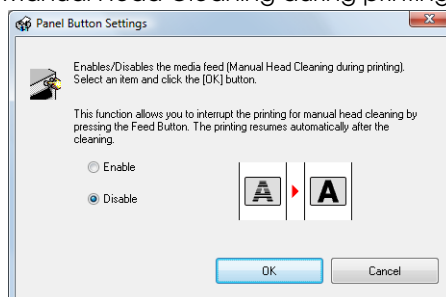 Manual Head Cleaning during printing
Panel Button Settings
Enables/Disables the media feed (Manual Head Cleaning during printing).
Select an item and click the [OK] button.
This function allows you to interrupt the printing for manual head cleaning by
pressing the Feed Button. The printing resumes automatically after the
cleaning.
Enable
Disable
A A
OK Cancel